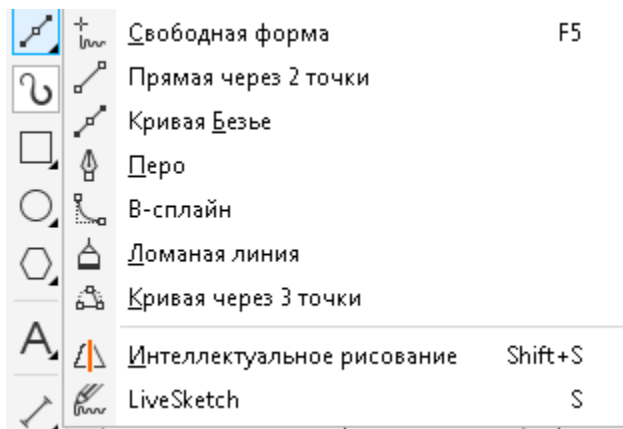 Свободная форма F5
Прямая через 2 точки
Кривая Безье
Перо
В-сплайн
Ломаная линия
Кривая через 3 точки
A
Интеллектуальное рисование Shift+S
LiveSketch S